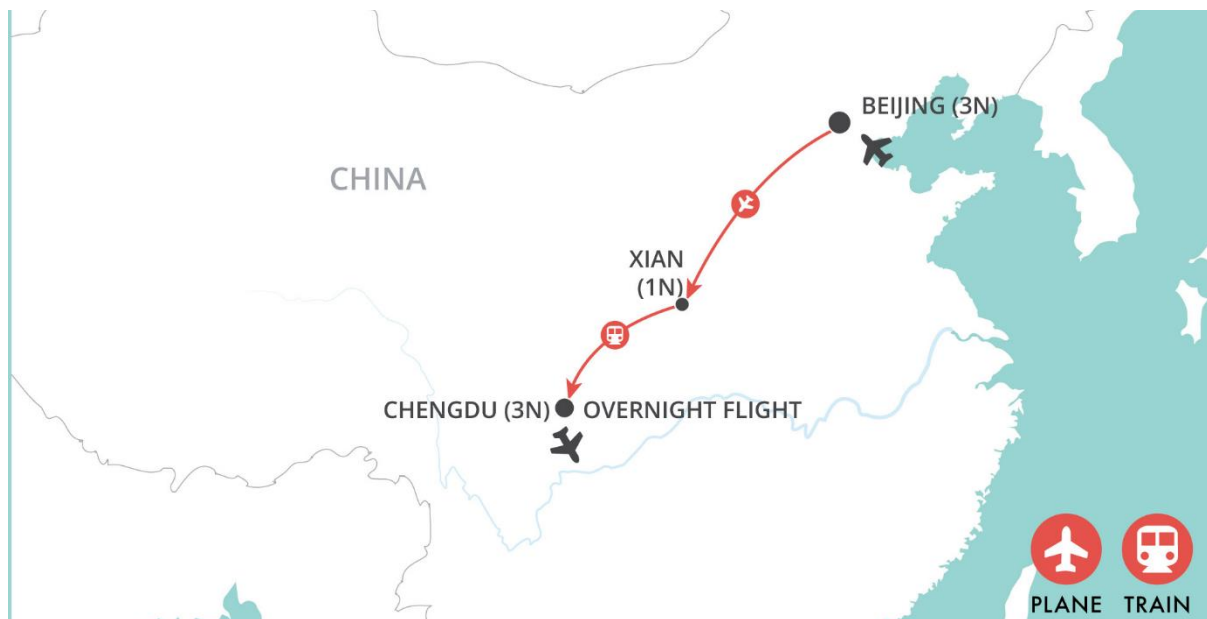 BEIJING (3N)
CHINA
XIAN
(1N)
CHENGDU (3N) OVERNIGHT FLIGHT
PLANE TRAIN